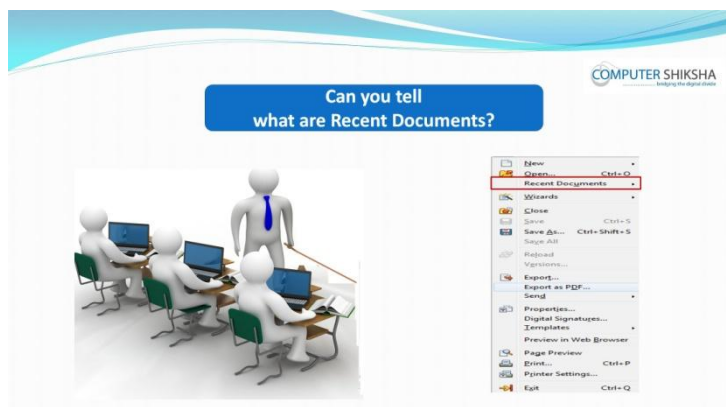 COMPUTER SHIKSHA
bridging the digital divide
Can you tell
what are Recent Documents?
New
Open... Ctrl+O
Recent Documents
Wizards
Close
Save Ctrl+S
Save As... Ctrl+Shift+S
Save All
Reload
Versions...
Export...
Export as PDF...
Send
Properties...
Digital Signatures...
Templates
Preview in Web Browser
Page Preview
Print... Ctrl+P
Printer Settings...
Exit Ctrl+Q